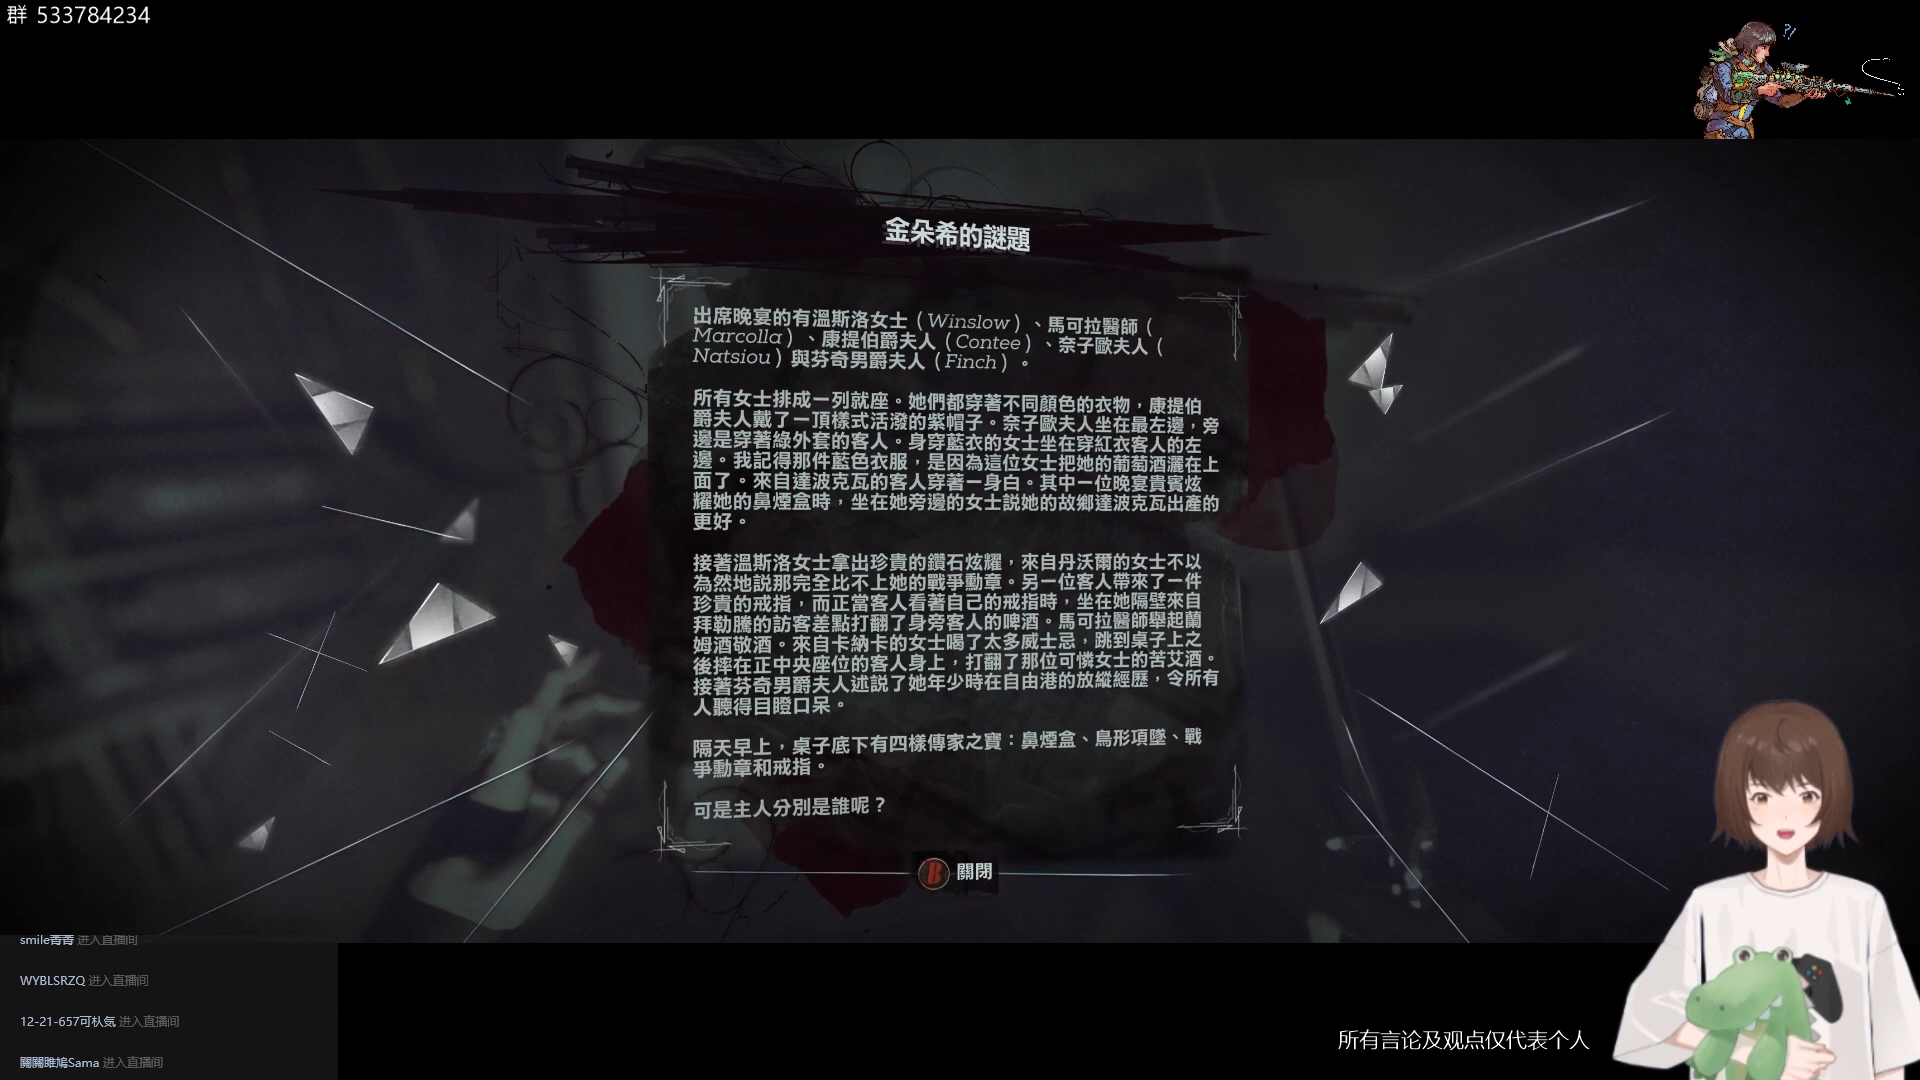 群 533784234
?!
金朵希的謎題
出席晚宴的有溫斯洛女士（Winslow）、馬可拉醫師（
Marcolla）、康提伯爵夫人（Contee）、奈子歐夫人（
Natsiou）與芬奇男爵夫人（Finch）。
所有女士排成一列就座。她們都穿著不同顏色的衣物，康提伯
爵夫人戴了一頂樣式活潑的紫帽子。奈子歐夫人坐在最左邊，旁
邊是穿著綠外套的客人。身穿藍衣的女士坐在穿紅衣客人的左
邊。我記得那件藍色衣服，是因為這位女士把她的葡萄酒灑在上
面了。來自達波克瓦的客人穿著一身白。其中一位晚宴貴賓炫
耀她的鼻煙盒時，坐在她旁邊的女士說她的故鄉達波克瓦出產的
更好。
接著溫斯洛女士拿出珍貴的鑽石炫耀，來自丹沃爾的女士不以
為然地說那完全比不上她的戰爭勳章。另一位客人帶來了一件
珍貴的戒指，而正當客人看著自己的戒指時，坐在她隔壁來自
拜勒騰的訪客差點打翻了身旁客人的啤酒。馬可拉醫師舉起蘭
姆酒敬酒。來自卡納卡的女士喝了太多威士忌，跳到桌子上之
後摔在正中央座位的客人身上，打翻了那位可憐女士的苦艾酒。
接著芬奇男爵夫人述說了她年少時在自由港的放縱經歷，令所有
人聽得目瞪口呆。
隔天早上，桌子底下有四樣傳家之寶：鼻煙盒、鳥形項墜、戰
爭勳章和戒指。
可是主人分別是誰呢？
B 關閉
smile菁菁 进入直播间
WYBLSRZQ 进入直播间
12-21-657可杁気 进入直播间
關關雎鳩Sama 进入直播间
所有言论及观点仅代表个人